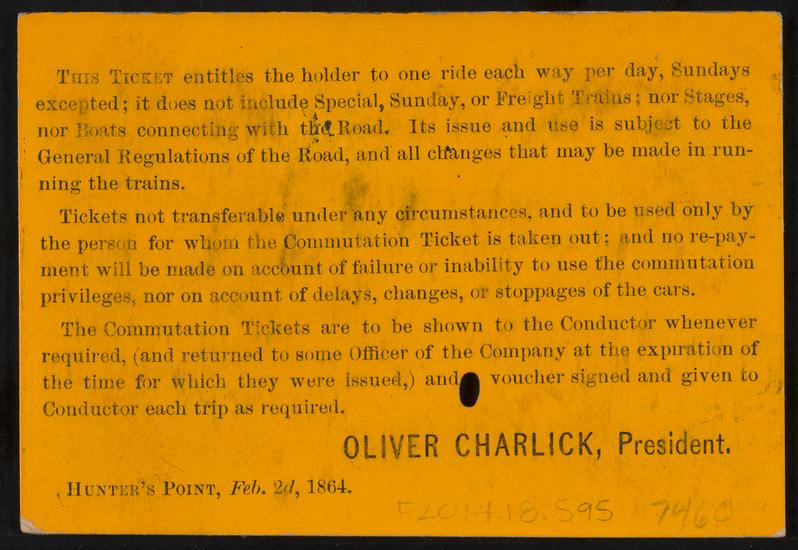 THIS TICKET entitles the holder to one ride each way per day, Sundays
excepted; it does not include Special, Sunday, or Freight Trains; nor Stages,
nor Boats connecting with the Road. Its issue and use is subject to the
General Regulations of the Road, and all changes that may be made in run-
ning the trains.
Tickets not transferable under any circumstances, and to be used only by
the person for whom the Commutation Ticket is taken out; and no re-pay-
ment will be made on account of failure or inability to use the commutation
privileges, nor on account of delays, changes, or stoppages of the cars.
The Commutation Tickets are to be shown to the Conductor whenever
required, (and returned to some Officer of the Company at the expiration of
the time for which they were issued,) and voucher signed and given to
Conductor each trip as required.
OLIVER CHARLICK, President.
HUNTER'S POINT, Feb. 2d, 1864.
F2014.18.595 7460